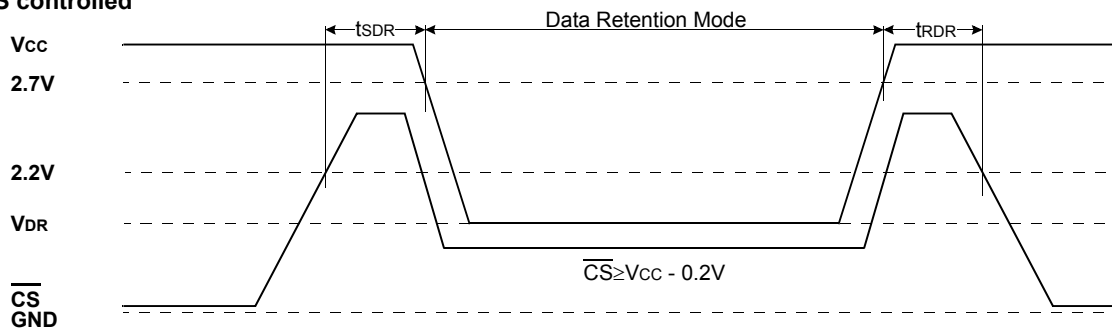 S controlled
tSDR
Data Retention Mode
tRDR
VCC
2.7V
2.2V
VDR
CS≥VCC - 0.2V
CS
GND